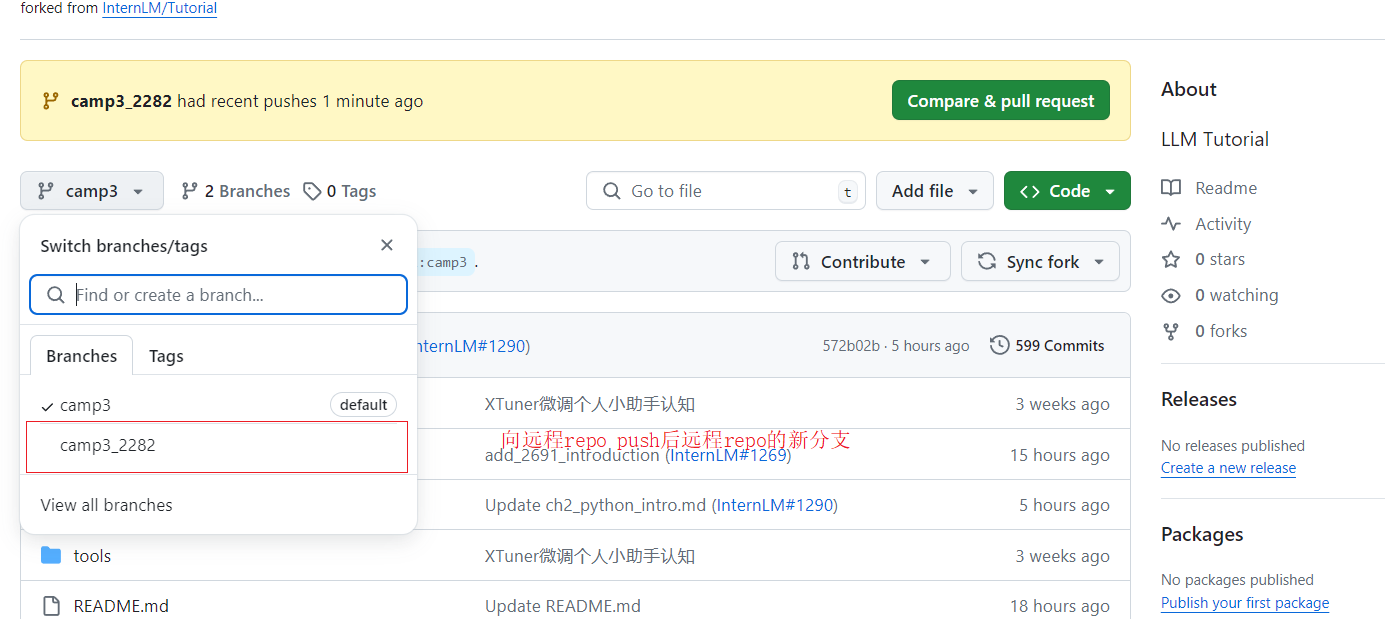 forked from InternLM/Tutorial
camp3_2282 had recent pushes 1 minute ago
Compare & pull request
camp3
2 Branches
0 Tags
Go to file
t
Add file
Code
Switch branches/tags
Find or create a branch...
Branches
Tags
camp3
default
camp3_2282
View all branches
:camp3 .
Contribute
Sync fork
nternLM#1290)
572b02b · 5 hours ago
599 Commits
XTuner微调个人小助手认知
3 weeks ago
向远程repo push后远程repo的新分支
add_2691_introduction (InternLM#1269)
15 hours ago
Update ch2_python_intro.md (InternLM#1290)
5 hours ago
tools
XTuner微调个人小助手认知
3 weeks ago
README.md
Update README.md
18 hours ago
About
LLM Tutorial
Readme
Activity
0 stars
0 watching
0 forks
Releases
No releases published
Create a new release
Packages
No packages published
Publish your first package